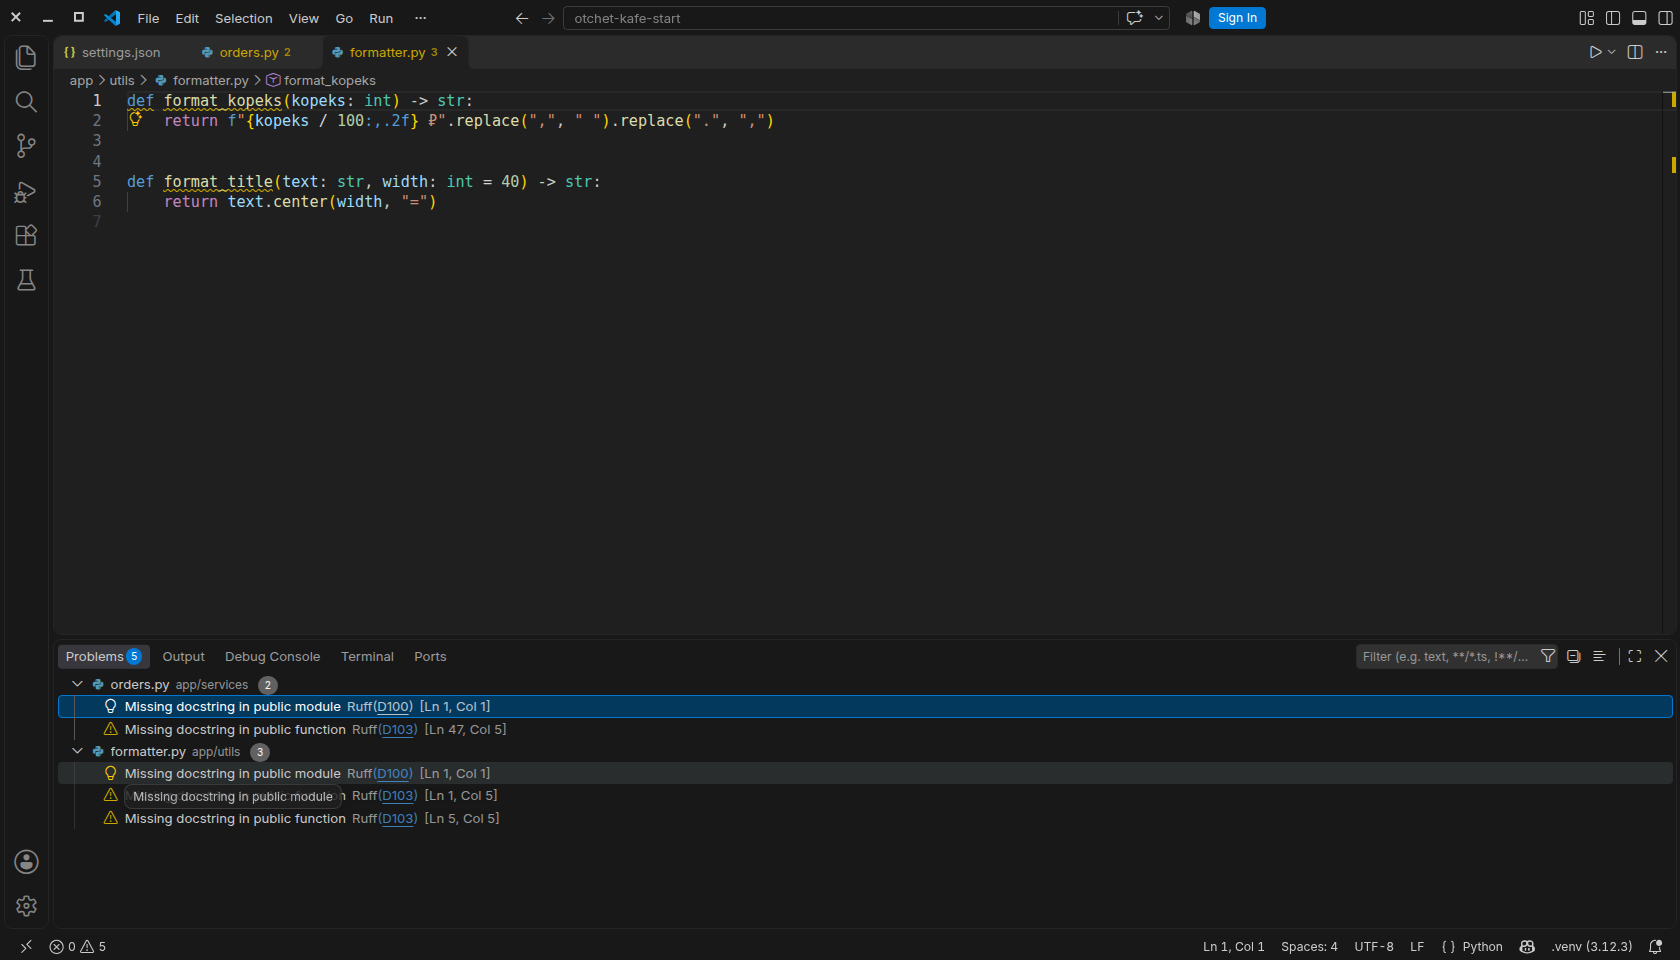 File Edit Selection View Go Run ··· otchet-kafe-start Sign In
settings.json orders.py 2 formatter.py 3
app > utils > formatter.py > format_kopeks
1 def format_kopeks(kopeks: int) -> str:
2 return f"{kopeks / 100:,.2f} ₽".replace(",", " ").replace(".", ",")
3
4
5 def format_title(text: str, width: int = 40) -> str:
6 return text.center(width, "=")
7
Problems 5 Output Debug Console Terminal Ports Filter (e.g. text, **/*.ts, !**/...
orders.py app/services 2
Missing docstring in public module Ruff(D100) [Ln 1, Col 1]
Missing docstring in public function Ruff(D103) [Ln 47, Col 5]
formatter.py app/utils 3
Missing docstring in public module Ruff(D100) [Ln 1, Col 1]
Missing docstring in public module Ruff(D103) [Ln 1, Col 5]
Missing docstring in public function Ruff(D103) [Ln 5, Col 5]
0 5 Ln 1, Col 1 Spaces: 4 UTF-8 LF { } Python .venv (3.12.3)